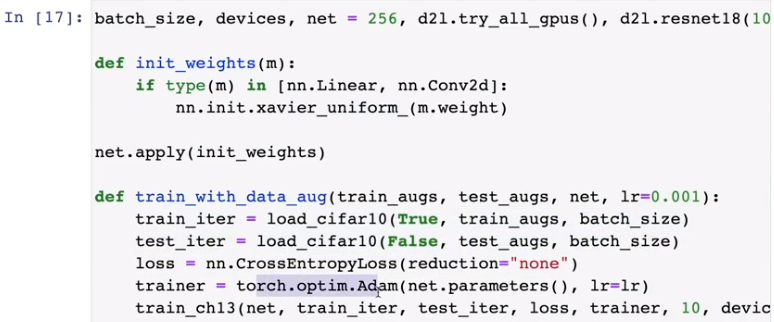 In [17]: batch_size, devices, net = 256, d2l.try_all_gpus(), d2l.resnet18(10
def init_weights(m):
    if type(m) in [nn.Linear, nn.Conv2d]:
        nn.init.xavier_uniform_(m.weight)
net.apply(init_weights)
def train_with_data_aug(train_augs, test_augs, net, lr=0.001):
    train_iter = load_cifar10(True, train_augs, batch_size)
    test_iter = load_cifar10(False, test_augs, batch_size)
    loss = nn.CrossEntropyLoss(reduction="none")
    trainer = torch.optim.Adam(net.parameters(), lr=lr)
    train_ch13(net, train_iter, test_iter, loss, trainer, 10, devic